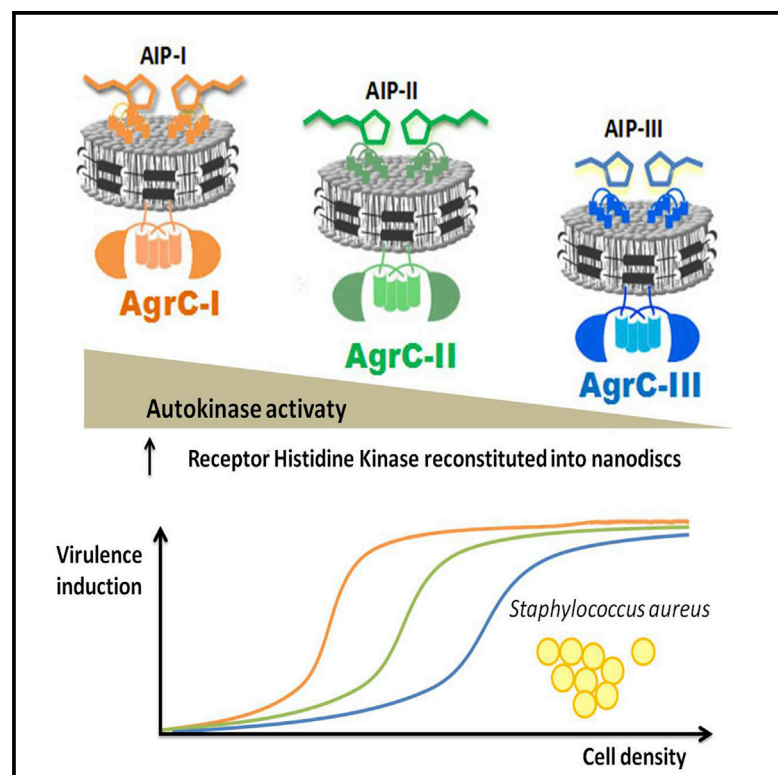 AIP-I
AIP-II
AIP-III
AgrC-I
AgrC-II
AgrC-III
Autokinase activaty
Receptor Histidine Kinase reconstituted into nanodiscs
Virulence
induction
Staphylococcus aureus
Cell density